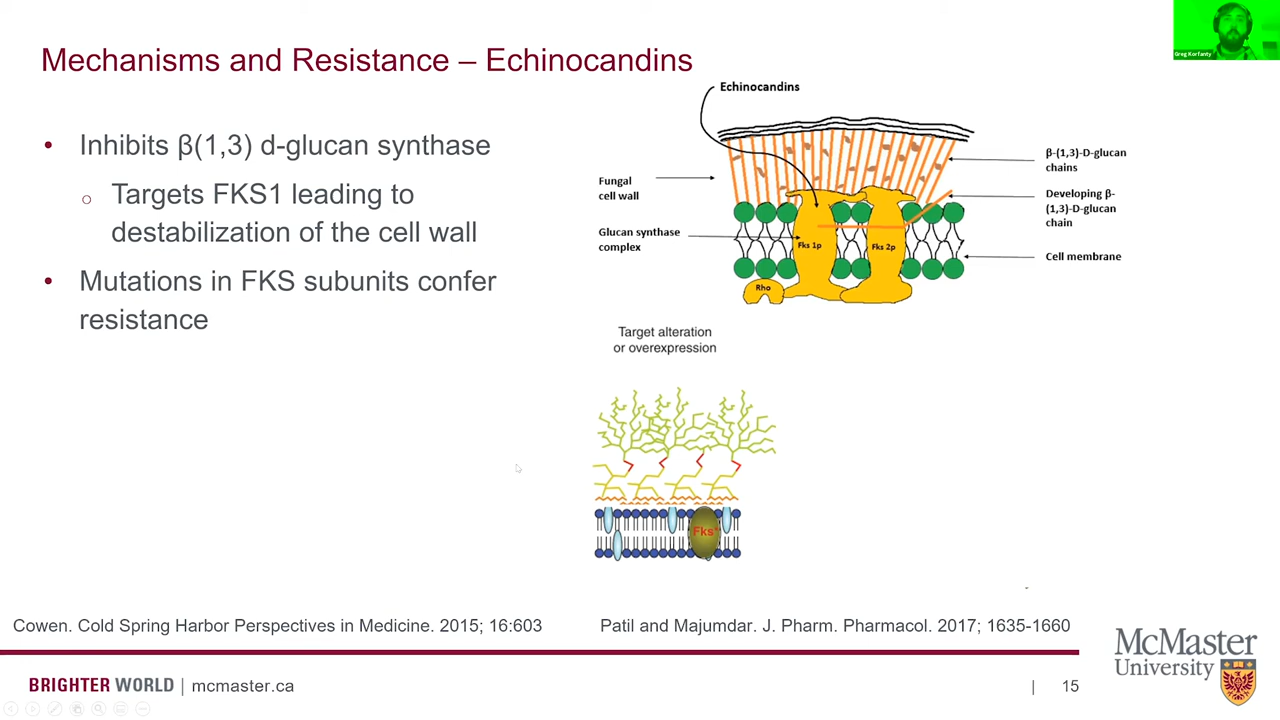 Greg Korfanty
Mechanisms and Resistance – Echinocandins
• Inhibits β(1,3) d-glucan synthase
o Targets FKS1 leading to
destabilization of the cell wall
• Mutations in FKS subunits confer
resistance
Echinocandins
Fungal
cell wall
Glucan synthase
complex
β-(1,3)-D-glucan
chains
Developing β-
(1,3)-D-glucan
chain
Cell membrane
Fks 1p
Fks 2p
Rho
Target alteration
or overexpression
Fks*
Cowen. Cold Spring Harbor Perspectives in Medicine. 2015; 16:603
Patil and Majumdar. J. Pharm. Pharmacol. 2017; 1635-1660
BRIGHTER WORLD | mcmaster.ca
| 15
McMaster
University